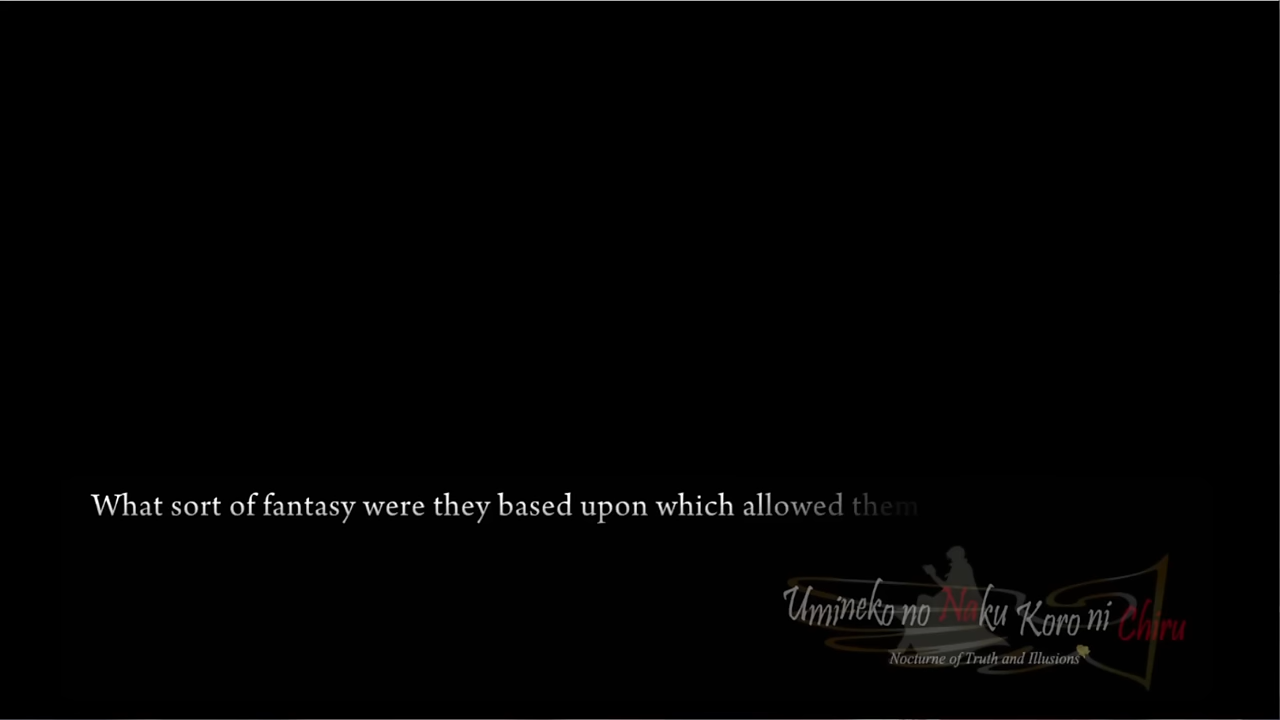 What sort of fantasy were they based upon which allowed them
Umineko no Naku Koro ni Chiru
Nocturne of Truth and Illusions